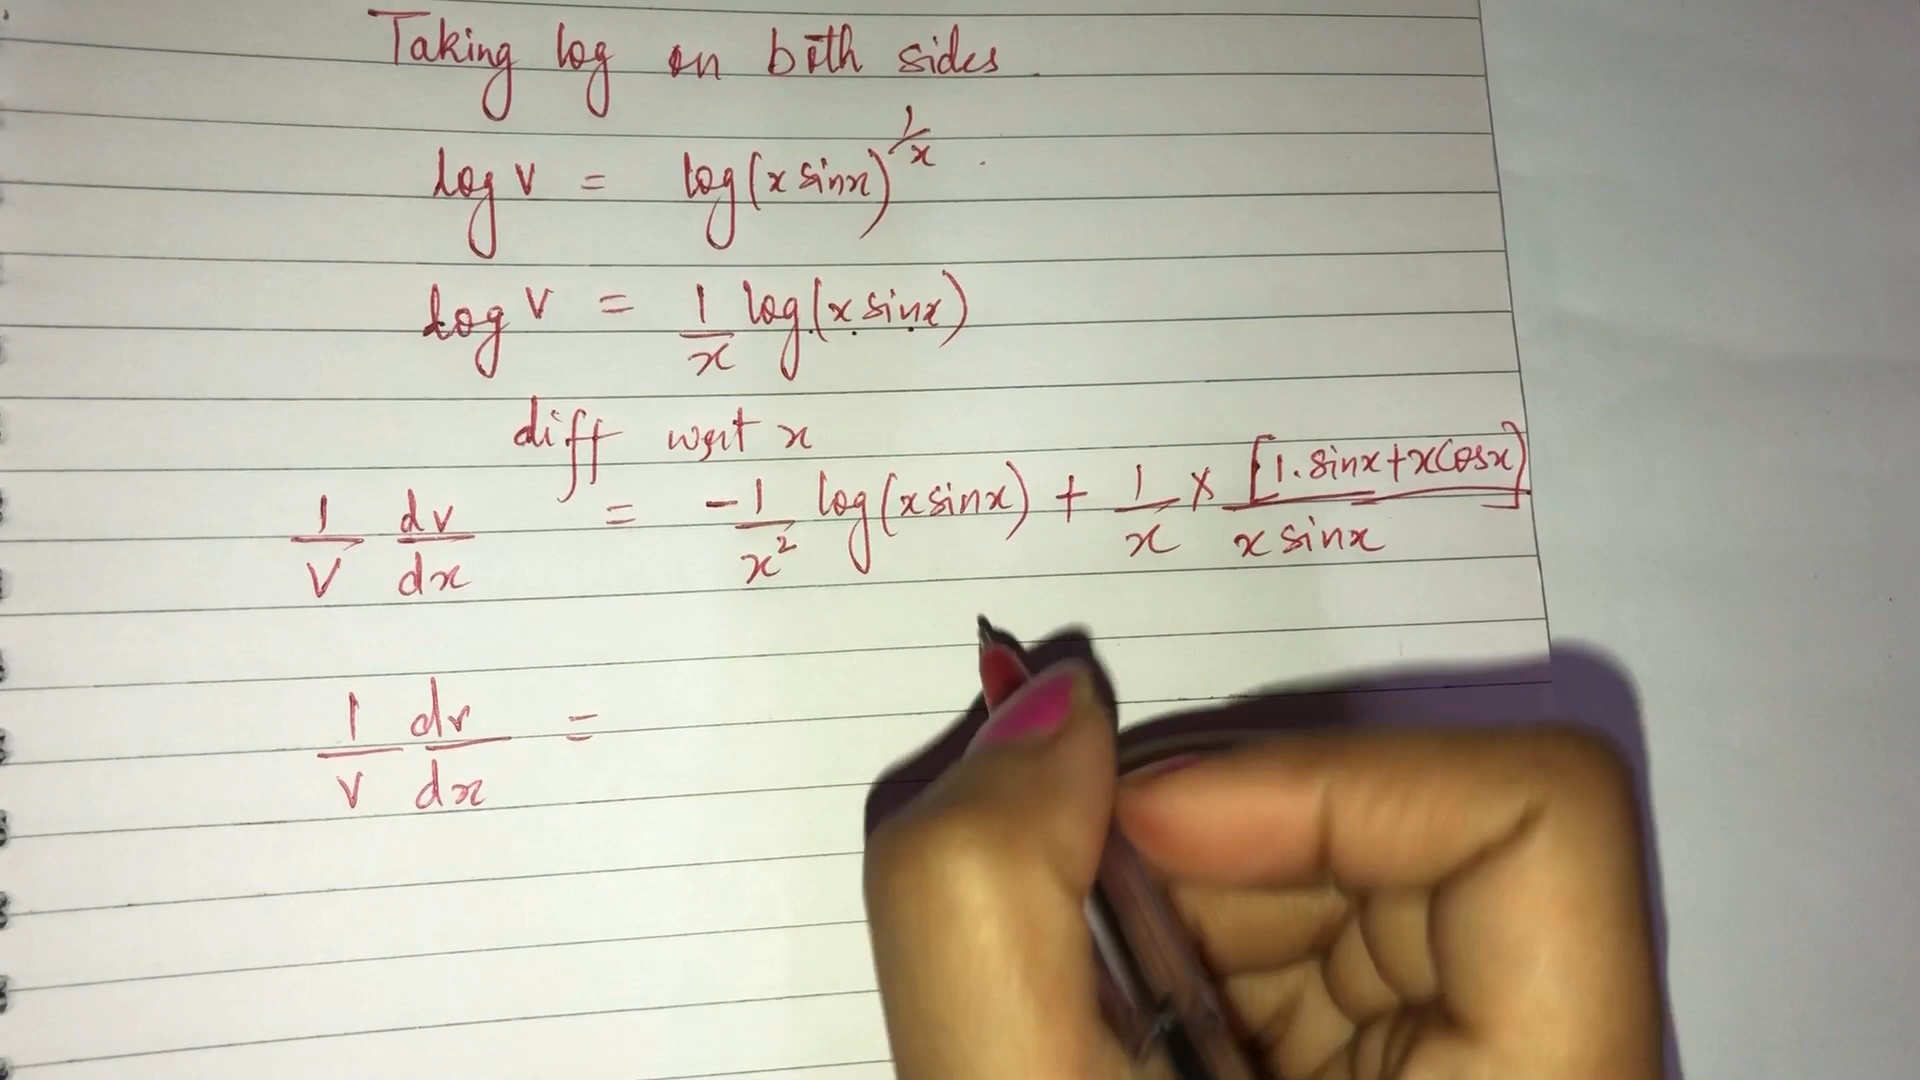 Taking log on both sides.
log v = log(x sinx)^1/x .
log v = 1/x log(x sinx)
diff wrt x
1/v dv/dx = -1/x² log(x sinx) + 1/x × [1.sinx+xcosx]/x sinx
1/v dv/dx =